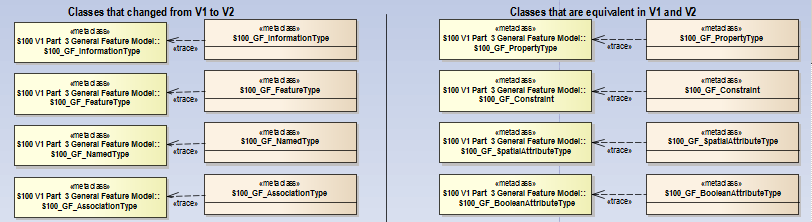 Classes that changed from V1 to V2
«metaclass»
S100 V1 Part 3 General Feature Model::
S100_GF_InformationType
«trace»
«metaclass»
S100_GF_InformationType
«metaclass»
S100 V1 Part 3 General Feature Model::
S100_GF_FeatureType
«trace»
«metaclass»
S100_GF_FeatureType
«metaclass»
S100 V1 Part 3 General Feature Model::
S100_GF_NamedType
«trace»
«metaclass»
S100_GF_NamedType
«metaclass»
S100 V1 Part 3 General Feature Model::
S100_GF_AssociationType
«trace»
«metaclass»
S100_GF_AssociationType
Classes that are equivalent in V1 and V2
«metaclass»
S100 V1 Part 3 General Feature Model::
S100_GF_PropertyType
«trace»
«metaclass»
S100_GF_PropertyType
«metaclass»
S100 V1 Part 3 General Feature Model::
S100_GF_Constraint
«trace»
«metaclass»
S100_GF_Constraint
«metaclass»
S100 V1 Part 3 General Feature Model::
S100_GF_SpatialAttributeType
«trace»
«metaclass»
S100_GF_SpatialAttributeType
«metaclass»
S100 V1 Part 3 General Feature Model::
S100_GF_BooleanAttributeType
«trace»
«metaclass»
S100_GF_BooleanAttributeType